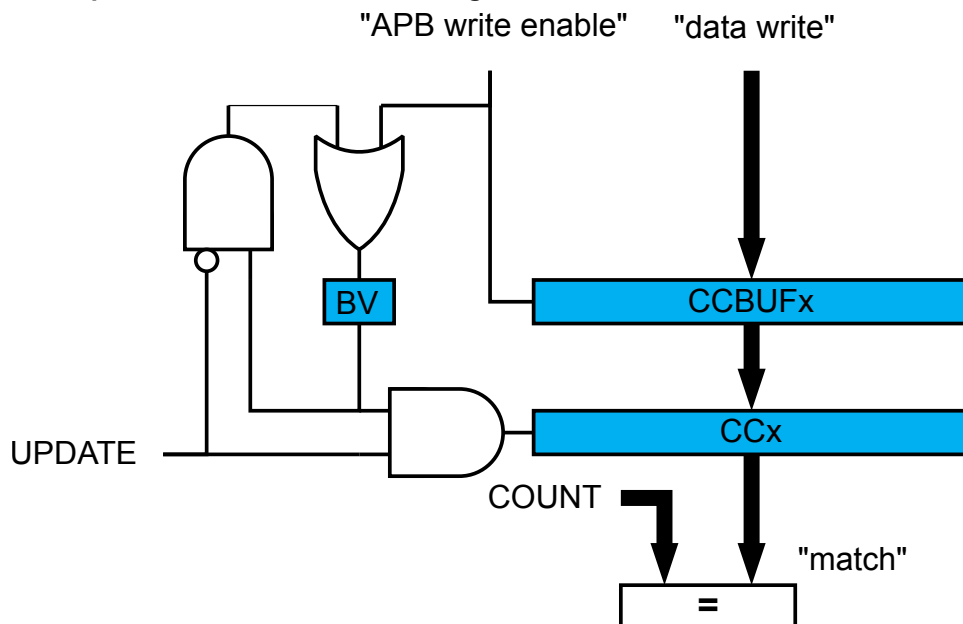 "APB write enable"
"data write"
BV
CCBUFx
UPDATE
CCx
COUNT
"match"
=